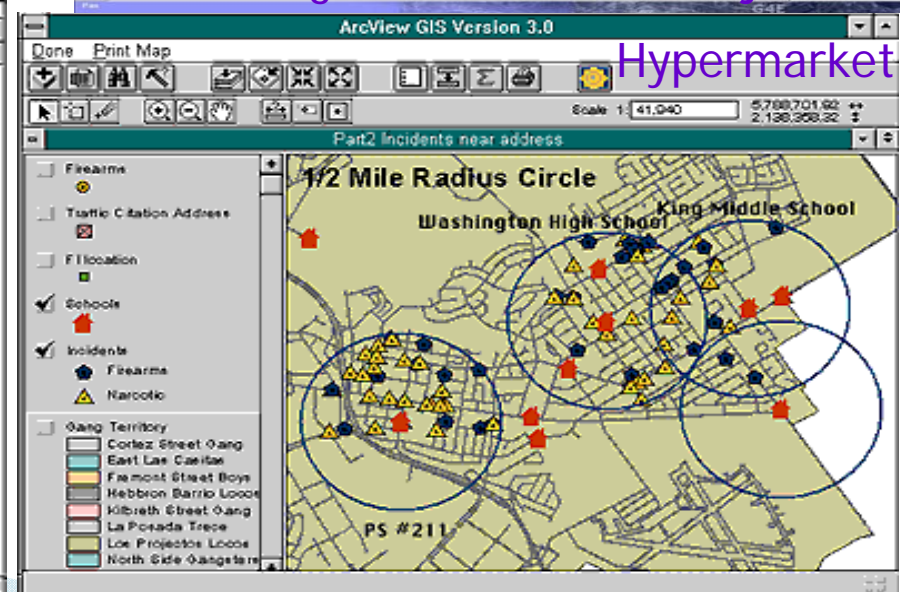 ArcView GIS Version 3.0
Done Print Map
Hypermarket
Scale 1: 41,940
5,788,701.92
2,138,358.32
Part2 Incidents near address
Firearms
Traffic Citation Address
FI location
Schools
Incidents
Firearms
Narcotic
Gang Territory
Cortez Street Gang
East Las Casitas
Fremont Street Boys
Hebbron Barrio Locos
Kilbreth Street Gang
La Posada Trece
Los Projectos Locos
North Side Gangsters
1/2 Mile Radius Circle
Washington High School
King Middle School
PS #211